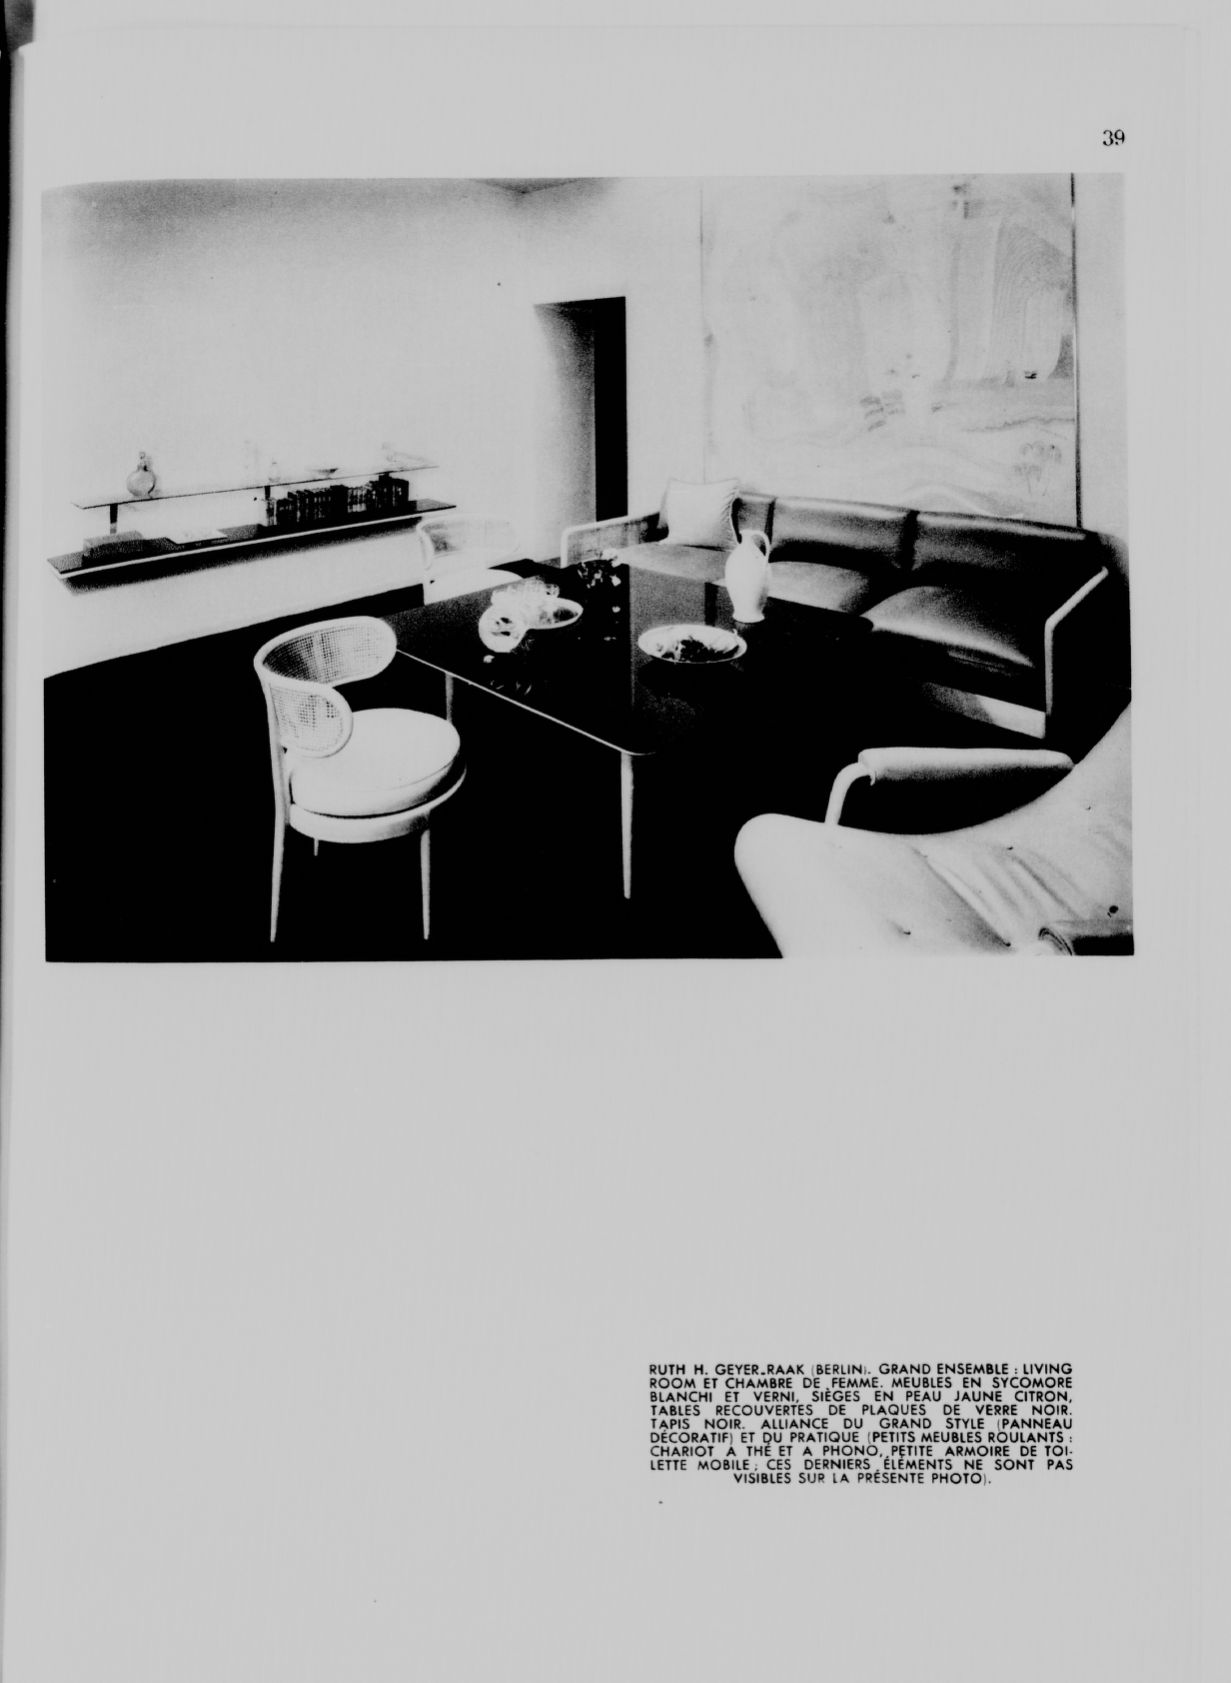 39
RUTH H. GEYER-RAAK (BERLIN). GRAND ENSEMBLE : LIVING
ROOM ET CHAMBRE DE FEMME. MEUBLES EN SYCOMORE
BLANCHI ET VERNI, SIÈGES EN PEAU JAUNE CITRON,
TABLES RECOUVERTES DE PLAQUES DE VERRE NOIR.
TAPIS NOIR. ALLIANCE DU GRAND STYLE (PANNEAU
DÉCORATIF) ET DU PRATIQUE (PETITS MEUBLES ROULANTS :
CHARIOT A THÉ ET A PHONO, PETITE ARMOIRE DE TOI-
LETTE MOBILE ; CES DERNIERS ÉLÉMENTS NE SONT PAS
VISIBLES SUR LA PRÉSENTE PHOTO).